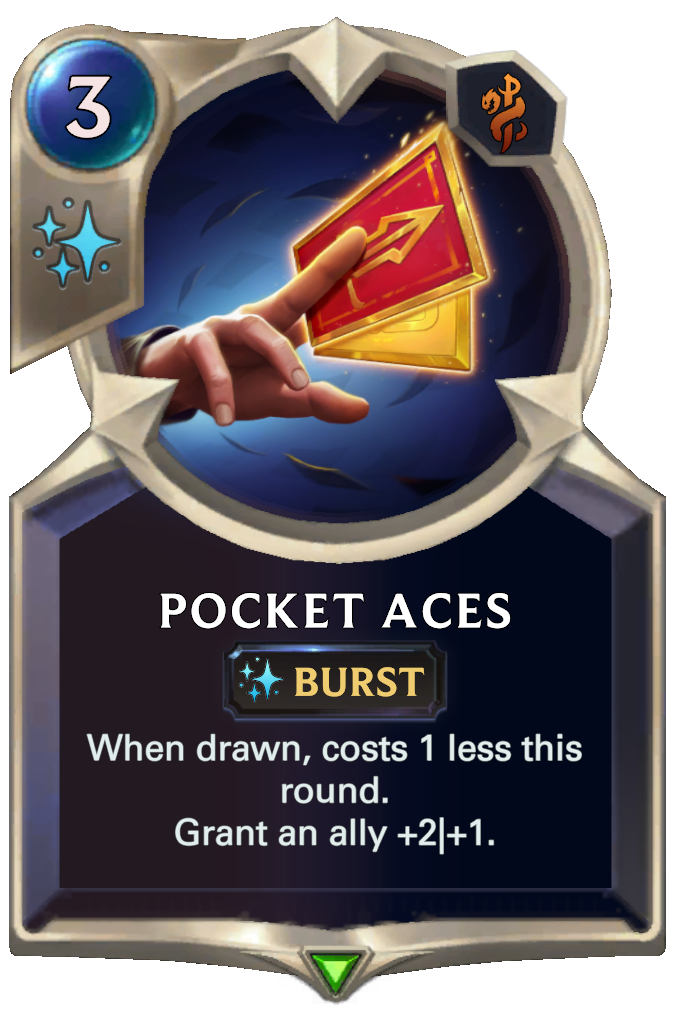 3
POCKET ACES
BURST
When drawn, costs 1 less this
round.
Grant an ally +2|+1.